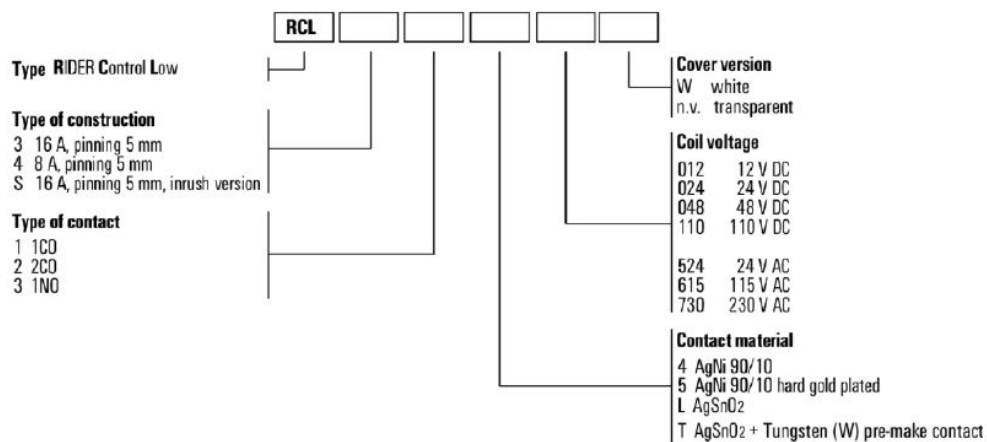 RCL
Type RIDER Control Low
Type of construction
3 16 A, pinning 5 mm
4 8 A, pinning 5 mm
S 16 A, pinning 5 mm, inrush version
Type of contact
1 1CO
2 2CO
3 1NO
Cover version
W white
n.v. transparent
Coil voltage
012 12 V DC
024 24 V DC
048 48 V DC
110 110 V DC
524 24 V AC
615 115 V AC
730 230 V AC
Contact material
4 AgNi 90/10
5 AgNi 90/10 hard gold plated
L AgSnO2
T AgSnO2 + Tungsten (W) pre-make contact